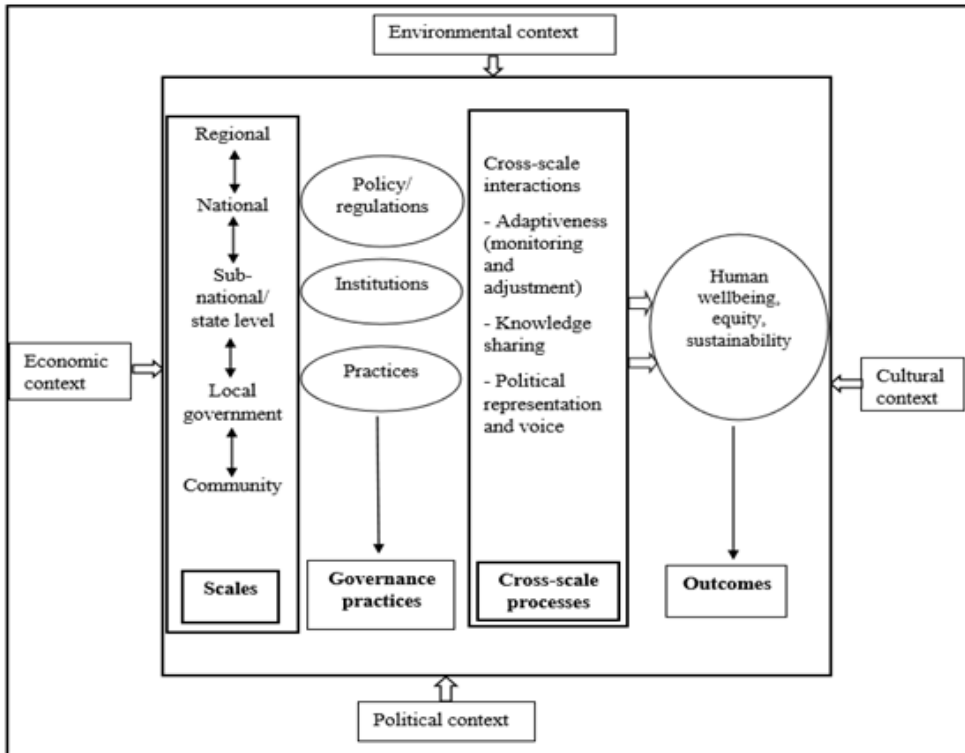 Environmental context
Regional
National
Sub-
national/
state level
Local
government
Community
Scales
Policy/
regulations
Institutions
Practices
Governance
practices
Cross-scale
interactions
- Adaptiveness
(monitoring
and
adjustment)
- Knowledge
sharing
- Political
representation
and voice
Cross-scale
processes
Human
wellbeing,
equity,
sustainability
Outcomes
Economic
context
Cultural
context
Political context